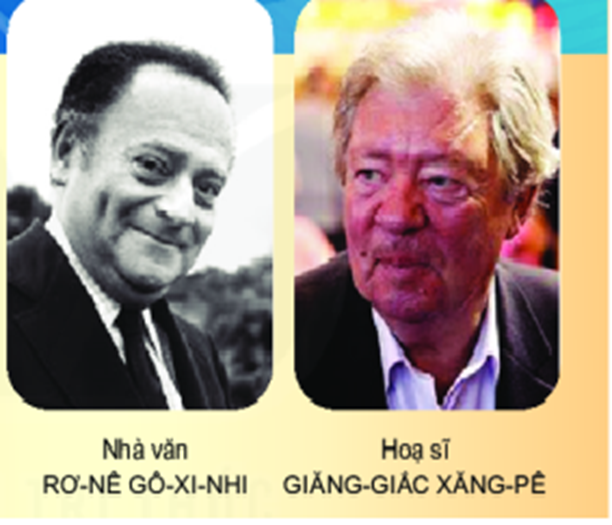 Nhà văn
RƠ-NÊ GÔ-XI-NHI
Hoạ sĩ
GIĂNG-GIẮC XĂNG-PÊ